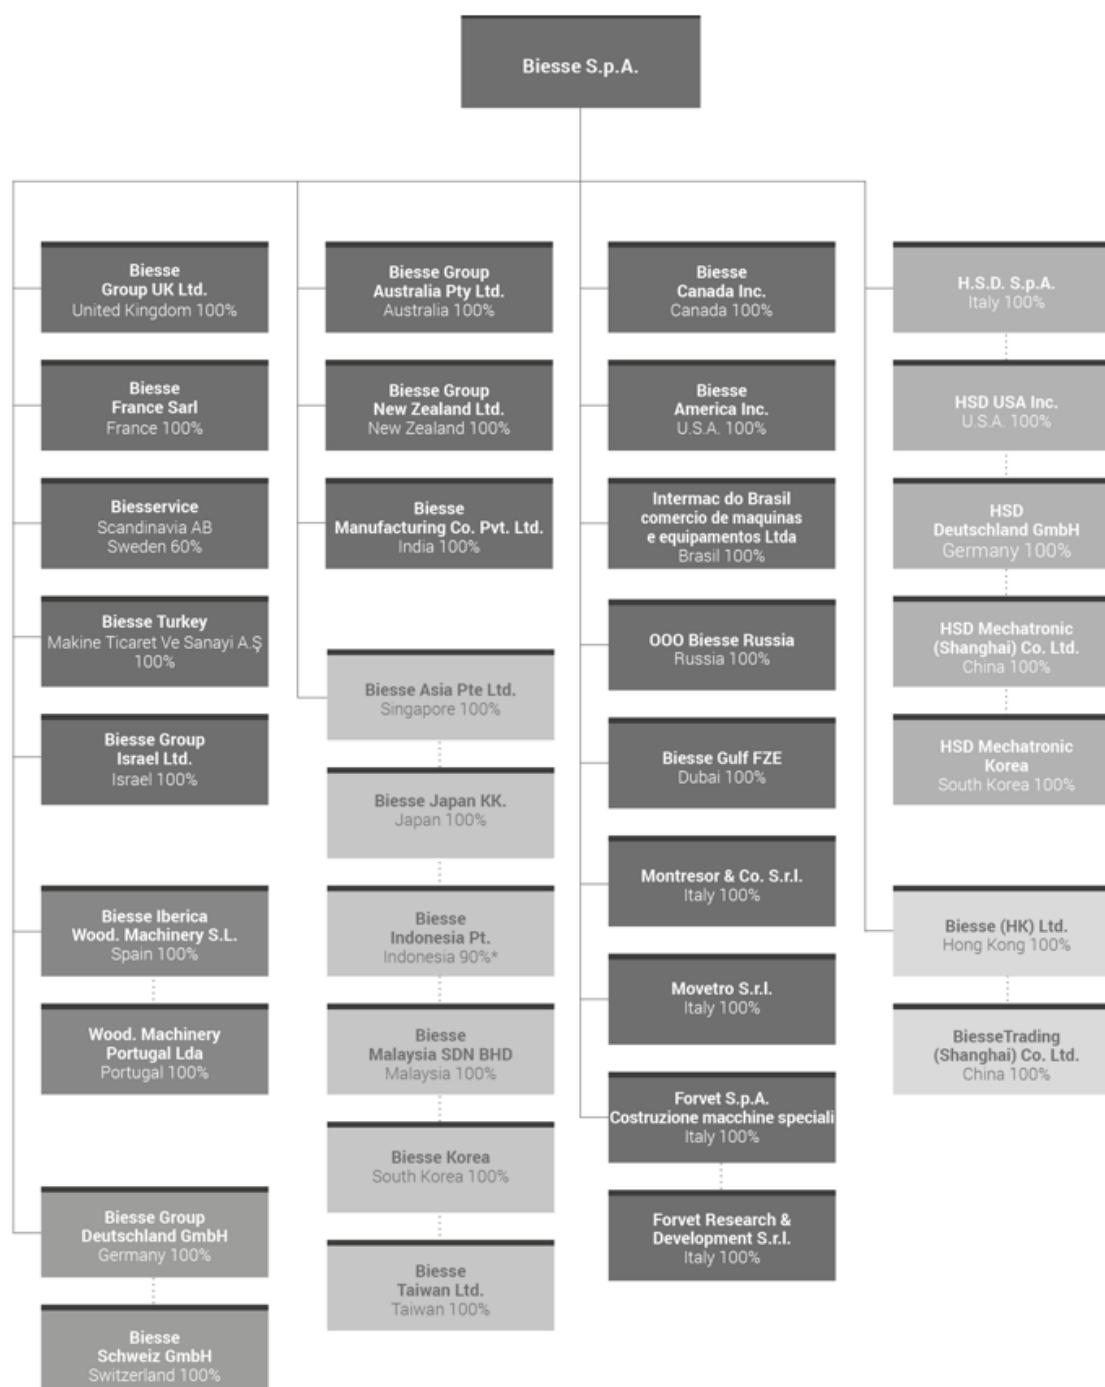 Biesse S.p.A.
Biesse
Group UK Ltd.
United Kingdom 100%
Biesse
France Sarl
France 100%
Biesservice
Scandinavia AB
Sweden 60%
Biesse Turkey
Makine Ticaret Ve Sanayi A.Ş
100%
Biesse Group
Israel Ltd.
Israel 100%
Biesse Iberica
Wood. Machinery S.L.
Spain 100%
Wood. Machinery
Portugal Lda
Portugal 100%
Biesse Group
Deutschland GmbH
Germany 100%
Biesse
Schweiz GmbH
Switzerland 100%
Biesse Group
Australia Pty Ltd.
Australia 100%
Biesse Group
New Zealand Ltd.
New Zealand 100%
Biesse
Manufacturing Co. Pvt. Ltd.
India 100%
Biesse Asia Pte Ltd.
Singapore 100%
Biesse Japan KK.
Japan 100%
Biesse
Indonesia Pt.
Indonesia 90%*
Biesse
Malaysia SDN BHD
Malaysia 100%
Biesse Korea
South Korea 100%
Biesse
Taiwan Ltd.
Taiwan 100%
Biesse
Canada Inc.
Canada 100%
Biesse
America Inc.
U.S.A. 100%
Intermac do Brasil
comercio de maquinas
e equipamentos Ltda
Brasil 100%
OOO Biesse Russia
Russia 100%
Biesse Gulf FZE
Dubai 100%
Montresor & Co. S.r.l.
Italy 100%
Movetro S.r.l.
Italy 100%
Forvet S.p.A.
Costruzione macchine speciali
Italy 100%
Forvet Research &
Development S.r.l.
Italy 100%
H.S.D. S.p.A.
Italy 100%
HSD USA Inc.
U.S.A. 100%
HSD
Deutschland GmbH
Germany 100%
HSD Mechatronic
(Shanghai) Co. Ltd.
China 100%
HSD Mechatronic
Korea
South Korea 100%
Biesse (HK) Ltd.
Hong Kong 100%
BiesseTrading
(Shanghai) Co. Ltd.
China 100%